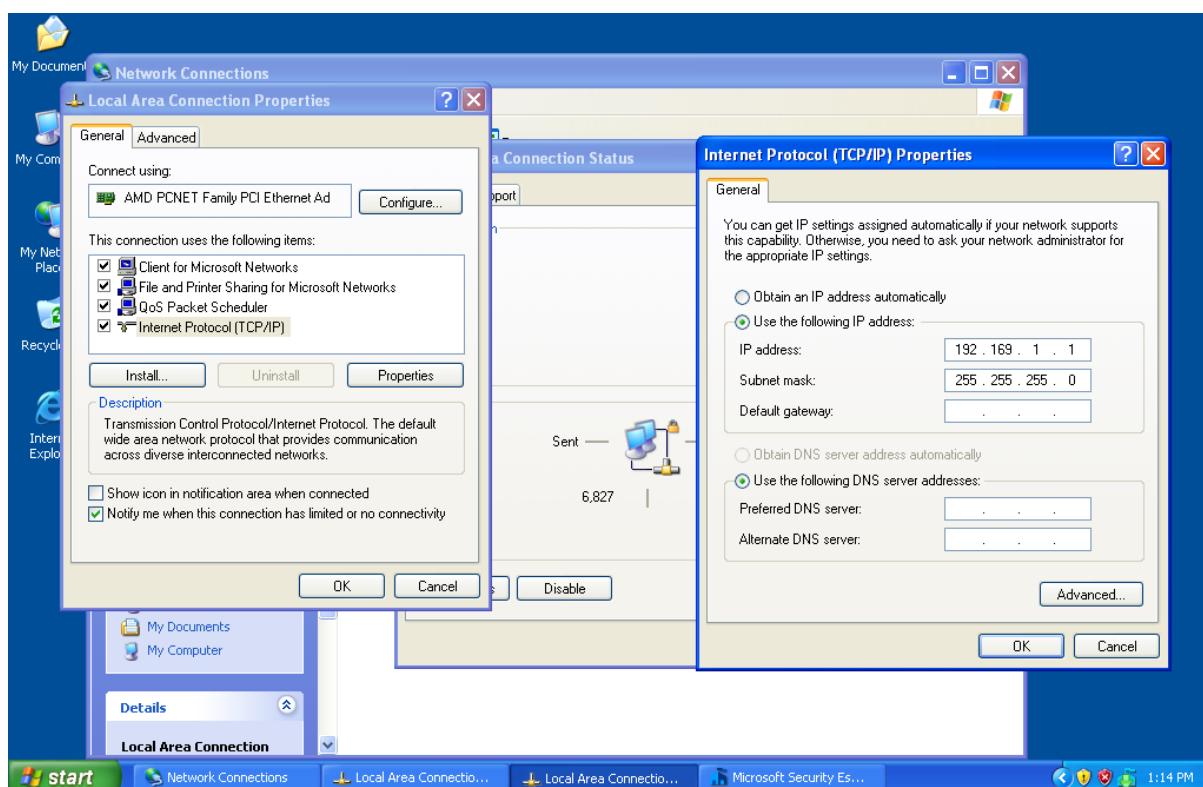 My Document
Network Connections
Local Area Connection Properties
General
Advanced
Connect using:
AMD PCNET Family PCI Ethernet Ad
Configure...
This connection uses the following items:
Client for Microsoft Networks
File and Printer Sharing for Microsoft Networks
QoS Packet Scheduler
Internet Protocol (TCP/IP)
Install...
Uninstall
Properties
Description
Transmission Control Protocol/Internet Protocol. The default
wide area network protocol that provides communication
across diverse interconnected networks.
Show icon in notification area when connected
Notify me when this connection has limited or no connectivity
OK
Cancel
My Com
My Net
Plac
Recycl
Inter
Explo
a Connection Status
pport
Sent
6,827
Disable
Internet Protocol (TCP/IP) Properties
General
You can get IP settings assigned automatically if your network supports
this capability. Otherwise, you need to ask your network administrator for
the appropriate IP settings.
Obtain an IP address automatically
Use the following IP address:
IP address:
192 . 169 . 1 . 1
Subnet mask:
255 . 255 . 255 . 0
Default gateway:
. . .
Obtain DNS server address automatically
Use the following DNS server addresses:
Preferred DNS server:
. . .
Alternate DNS server:
. . .
Advanced...
OK
Cancel
My Documents
My Computer
Details
Local Area Connection
start
Network Connections
Local Area Connectio...
Local Area Connectio...
Microsoft Security Es...
1:14 PM